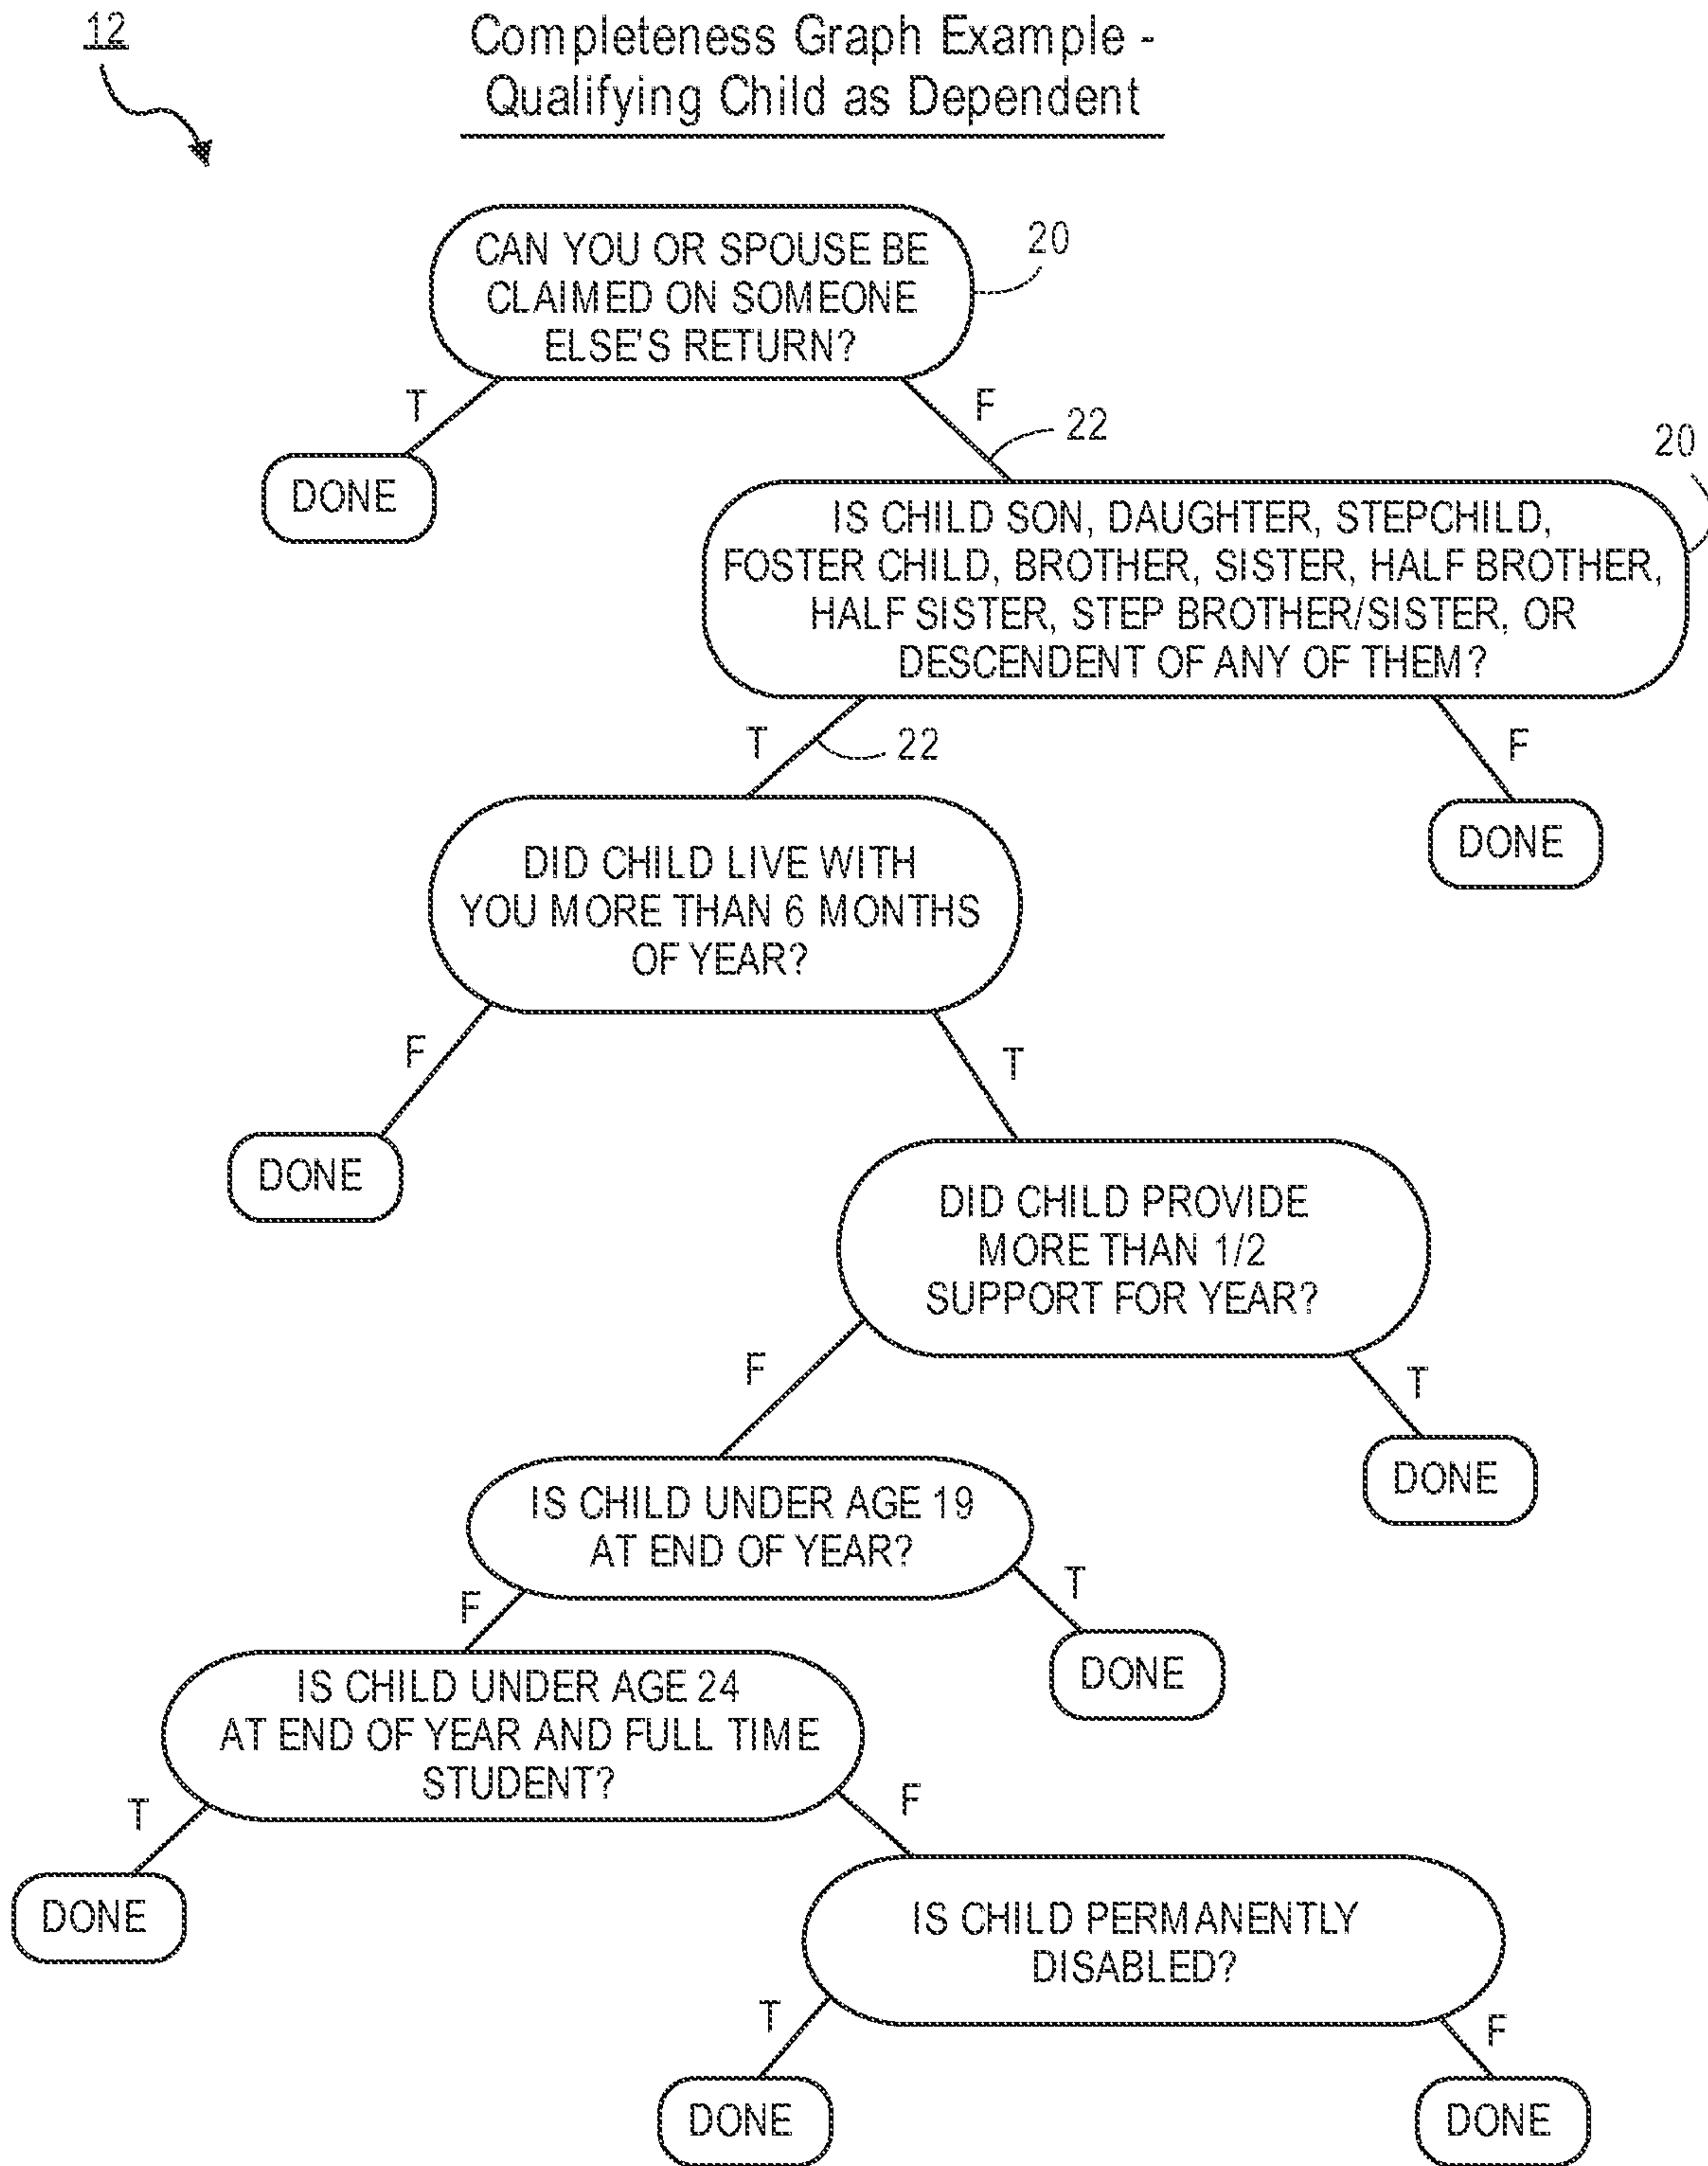 12
Completeness Graph Example -
Qualifying Child as Dependent
CAN YOU OR SPOUSE BE
CLAIMED ON SOMEONE
ELSE'S RETURN?
20
T
F
22
DONE
20
IS CHILD SON, DAUGHTER, STEPCHILD,
FOSTER CHILD, BROTHER, SISTER, HALF BROTHER,
HALF SISTER, STEP BROTHER/SISTER, OR
DESCENDENT OF ANY OF THEM?
T
22
F
DONE
DID CHILD LIVE WITH
YOU MORE THAN 6 MONTHS
OF YEAR?
F
T
DONE
DID CHILD PROVIDE
MORE THAN 1/2
SUPPORT FOR YEAR?
F
T
DONE
IS CHILD UNDER AGE 19
AT END OF YEAR?
F
T
DONE
IS CHILD UNDER AGE 24
AT END OF YEAR AND FULL TIME
STUDENT?
T
F
DONE
IS CHILD PERMANENTLY
DISABLED?
T
F
DONE
DONE